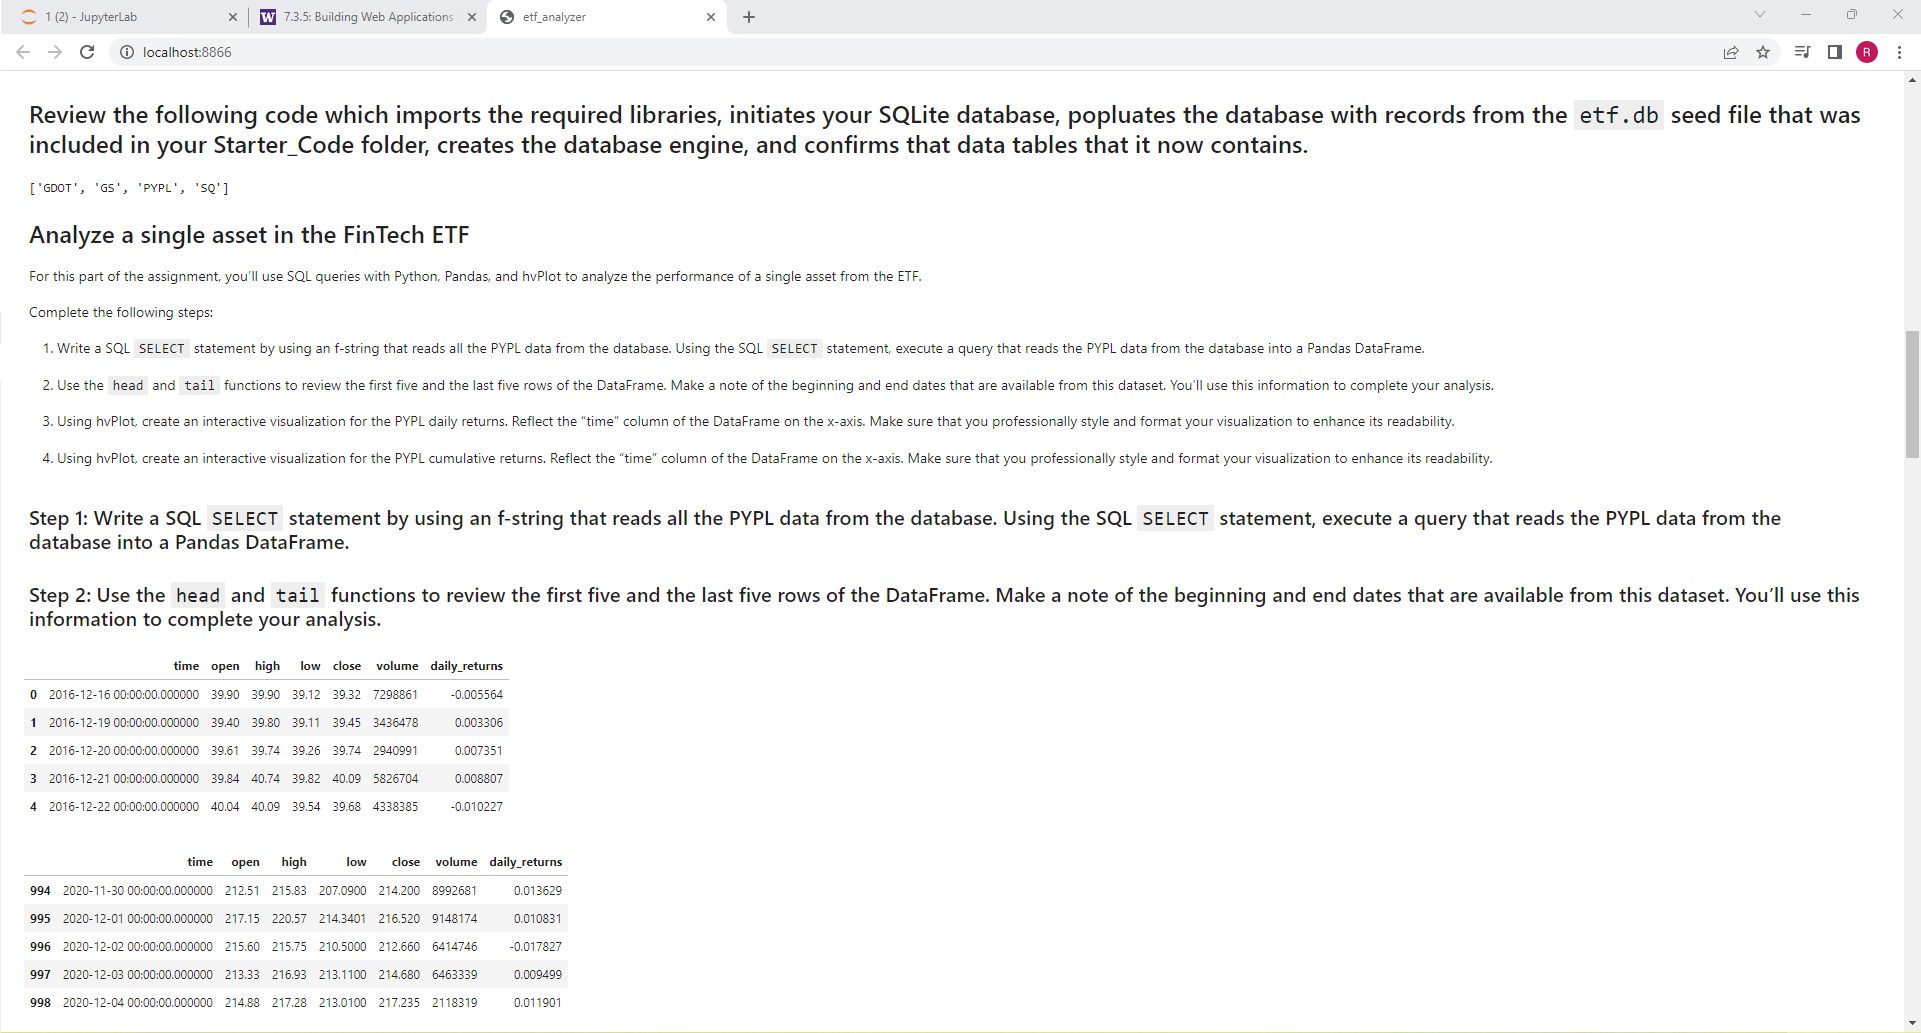 1 (2) - JupyterLab
7.3.5: Building Web Applications
etf_analyzer
localhost:8866
R
Review the following code which imports the required libraries, initiates your SQLite database, popluates the database with records from the etf.db seed file that was
included in your Starter_Code folder, creates the database engine, and confirms that data tables that it now contains.
['GDOT', 'GS', 'PYPL', 'SQ']
Analyze a single asset in the FinTech ETF
For this part of the assignment, you’ll use SQL queries with Python, Pandas, and hvPlot to analyze the performance of a single asset from the ETF.
Complete the following steps:
1. Write a SQL SELECT statement by using an f-string that reads all the PYPL data from the database. Using the SQL SELECT statement, execute a query that reads the PYPL data from the database into a Pandas DataFrame.
2. Use the head and tail functions to review the first five and the last five rows of the DataFrame. Make a note of the beginning and end dates that are available from this dataset. You’ll use this information to complete your analysis.
3. Using hvPlot, create an interactive visualization for the PYPL daily returns. Reflect the “time” column of the DataFrame on the x-axis. Make sure that you professionally style and format your visualization to enhance its readability.
4. Using hvPlot, create an interactive visualization for the PYPL cumulative returns. Reflect the “time” column of the DataFrame on the x-axis. Make sure that you professionally style and format your visualization to enhance its readability.
Step 1: Write a SQL SELECT statement by using an f-string that reads all the PYPL data from the database. Using the SQL SELECT statement, execute a query that reads the PYPL data from the
database into a Pandas DataFrame.
Step 2: Use the head and tail functions to review the first five and the last five rows of the DataFrame. Make a note of the beginning and end dates that are available from this dataset. You’ll use this
information to complete your analysis.
time open high low close volume daily_returns
0 2016-12-16 00:00:00.000000 39.90 39.90 39.12 39.32 7298861 -0.005564
1 2016-12-19 00:00:00.000000 39.40 39.80 39.11 39.45 3436478 0.003306
2 2016-12-20 00:00:00.000000 39.61 39.74 39.26 39.74 2940991 0.007351
3 2016-12-21 00:00:00.000000 39.84 40.74 39.82 40.09 5826704 0.008807
4 2016-12-22 00:00:00.000000 40.04 40.09 39.54 39.68 4338385 -0.010227
time open high low close volume daily_returns
994 2020-11-30 00:00:00.000000 212.51 215.83 207.0900 214.200 8992681 0.013629
995 2020-12-01 00:00:00.000000 217.15 220.57 214.3401 216.520 9148174 0.010831
996 2020-12-02 00:00:00.000000 215.60 215.75 210.5000 212.660 6414746 -0.017827
997 2020-12-03 00:00:00.000000 213.33 216.93 213.1100 214.680 6463339 0.009499
998 2020-12-04 00:00:00.000000 214.88 217.28 213.0100 217.235 2118319 0.011901